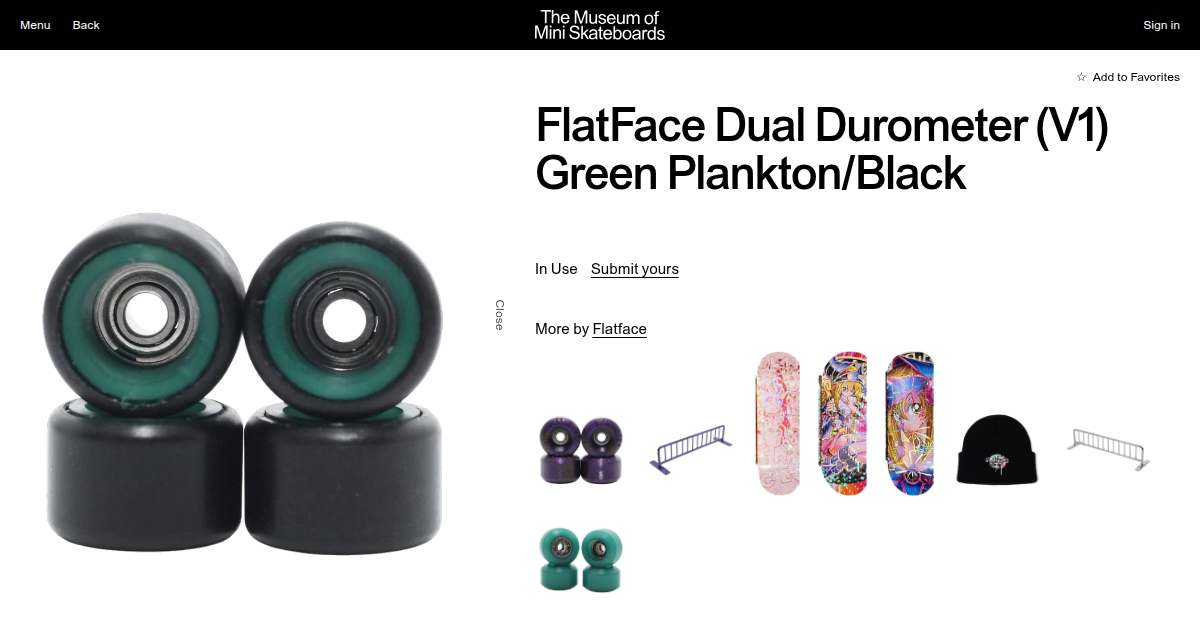 Menu
Back
The Museum of
Mini Skateboards
Sign in
☆ Add to Favorites
FlatFace Dual Durometer (V1)
Green Plankton/Black
In Use Submit yours
Close
More by Flatface